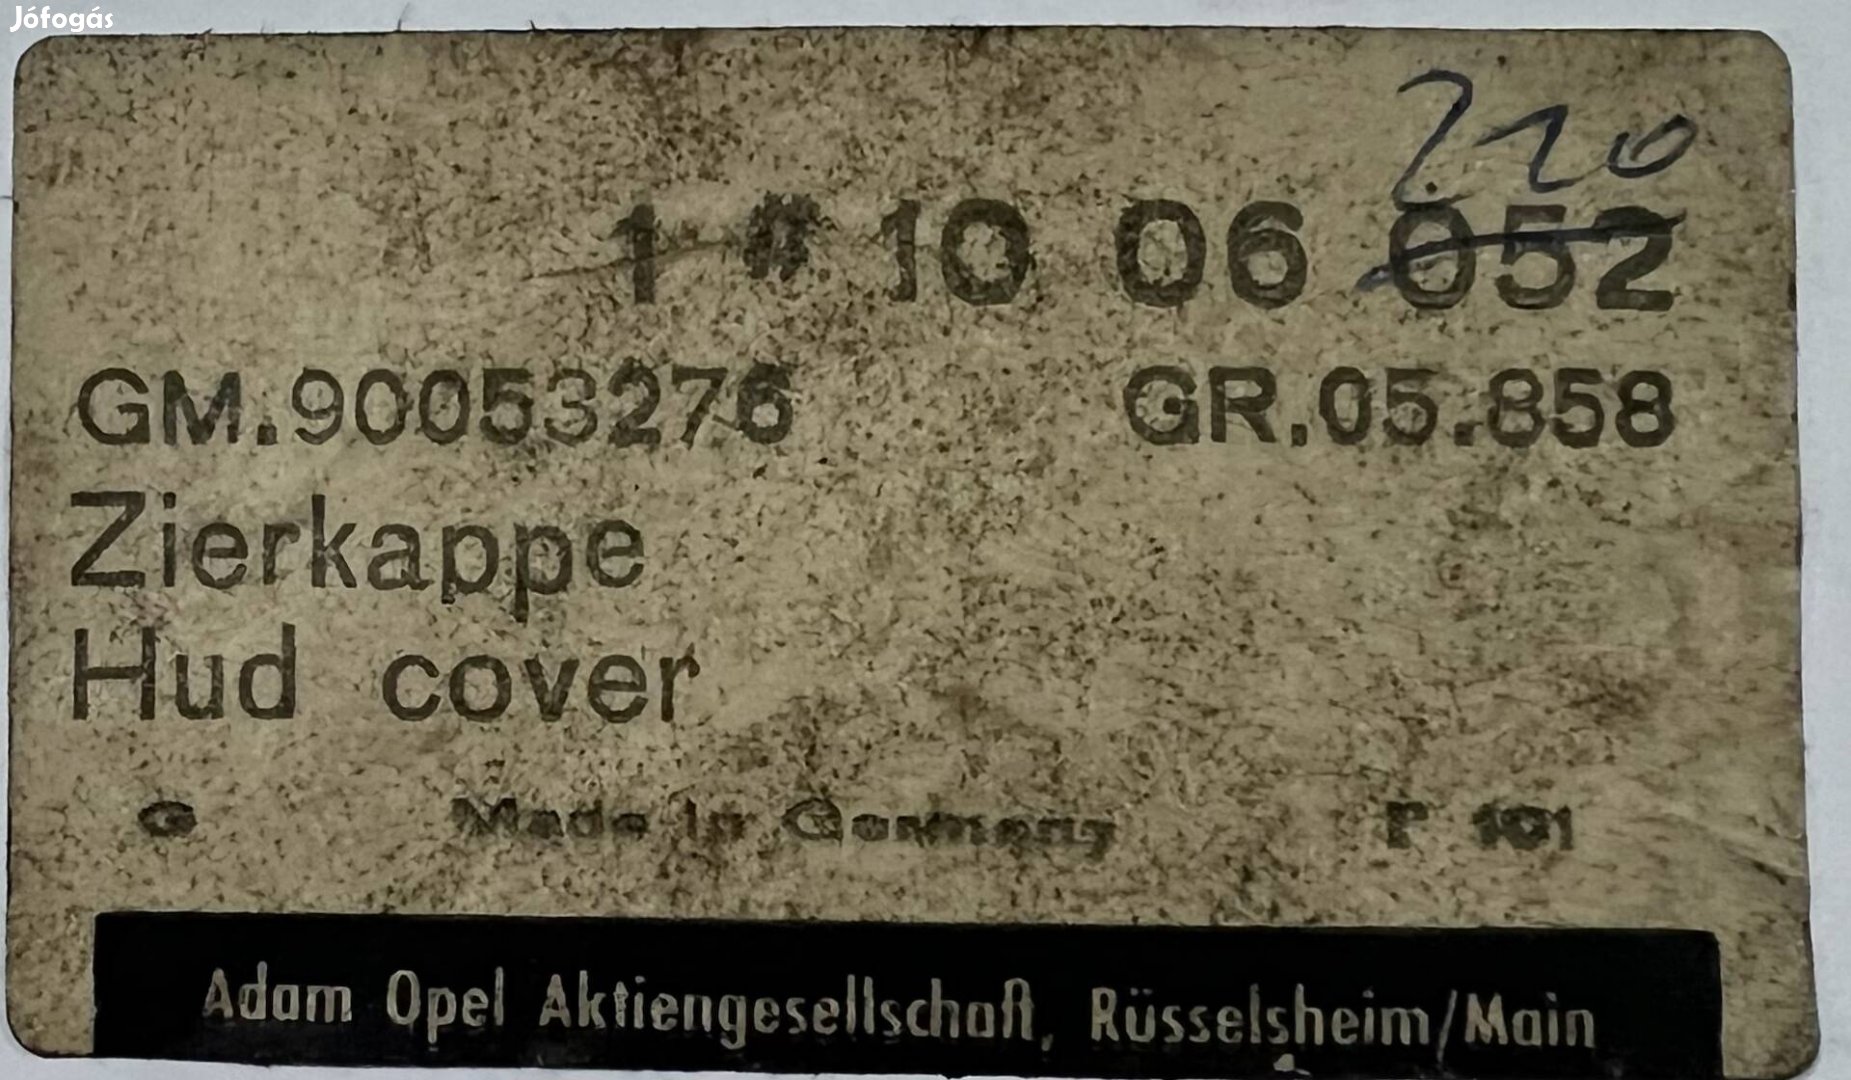 Jófogás
210
1 # 10 06 052
GM.90053276 GR.05.858
Zierkappe
Hud cover
G Made in Germany F 101
Adam Opel Aktiengesellschaft, Rüsselsheim/Main